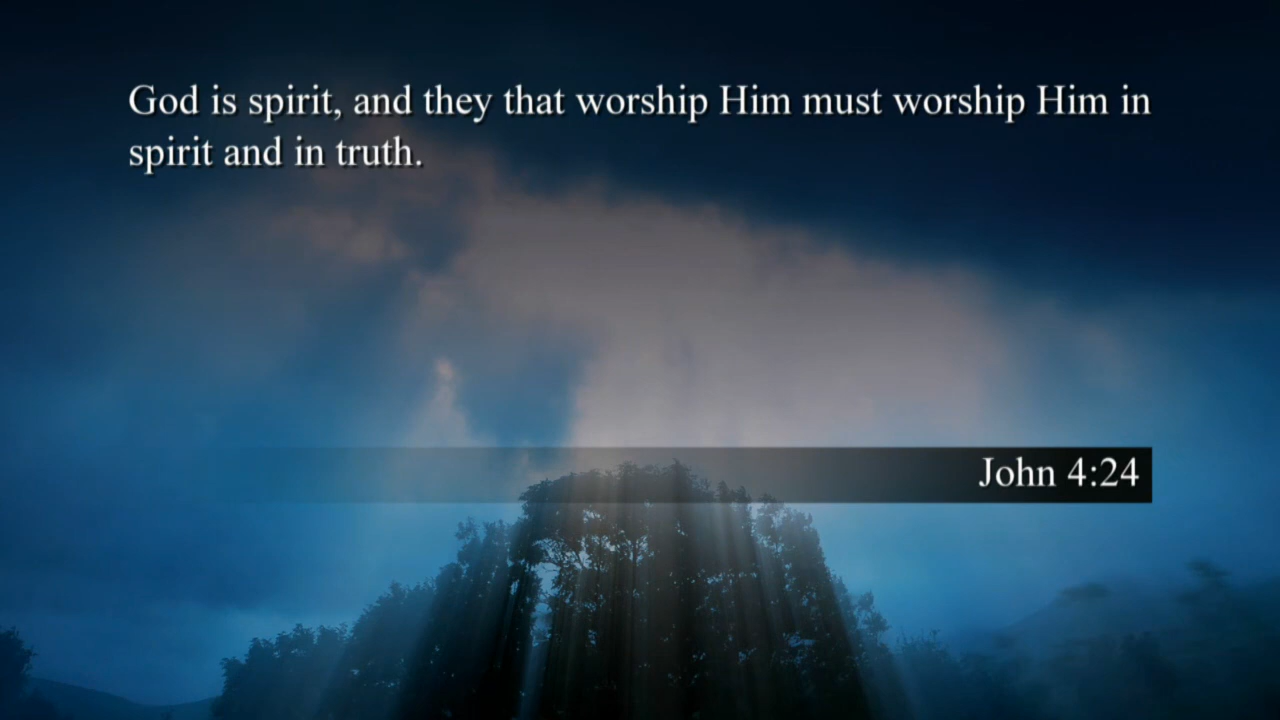 God is spirit, and they that worship Him must worship Him in
spirit and in truth.
John 4:24